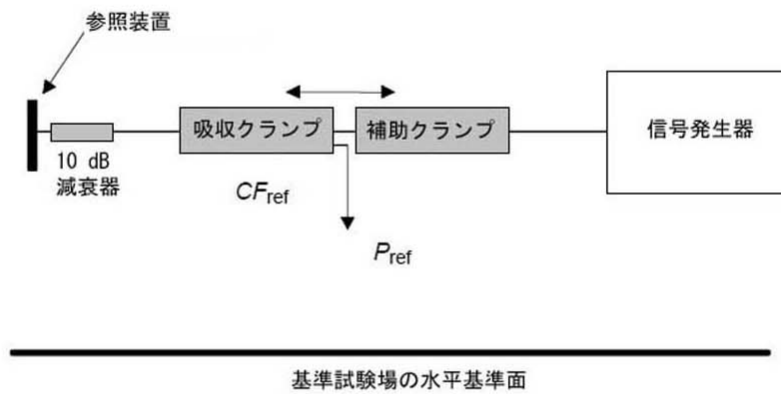 参照装置
吸収クランプ
補助クランプ
信号発生器
10 dB
減衰器
CFref
Pref
基準試験場の水平基準面